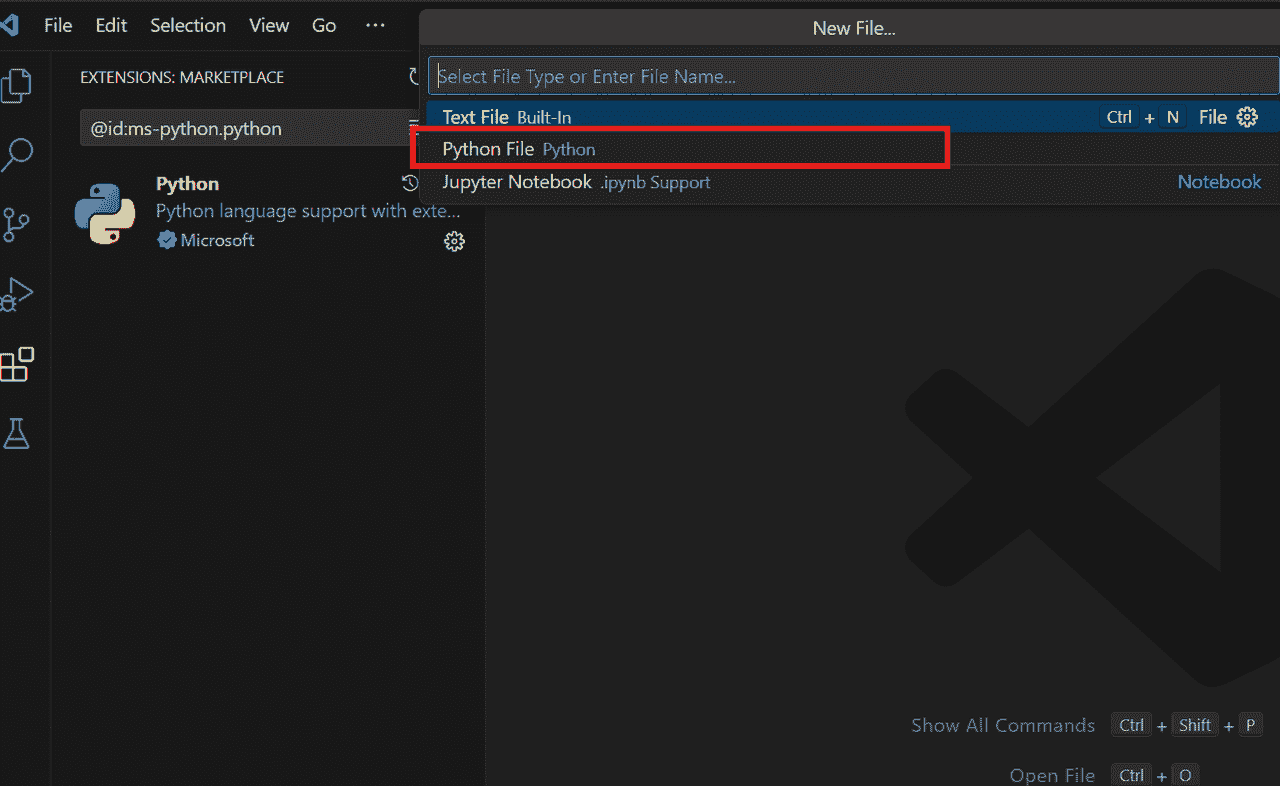 File Edit Selection View Go ...
New File...
EXTENSIONS: MARKETPLACE
Select File Type or Enter File Name...
@id:ms-python.python
Text File Built-In Ctrl + N File
Python File Python
Jupyter Notebook .ipynb Support Notebook
Python
Python language support with exte...
Microsoft
Show All Commands Ctrl + Shift + P
Open File Ctrl + O